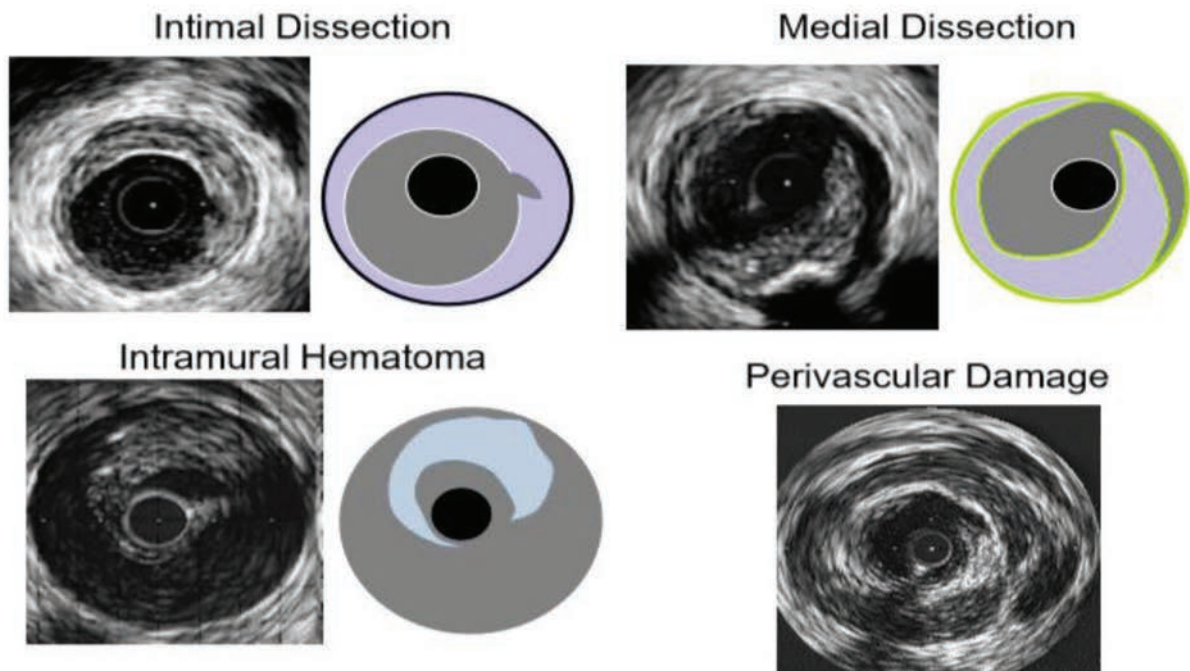 Intimal Dissection
Medial Dissection
Intramural Hematoma
Perivascular Damage